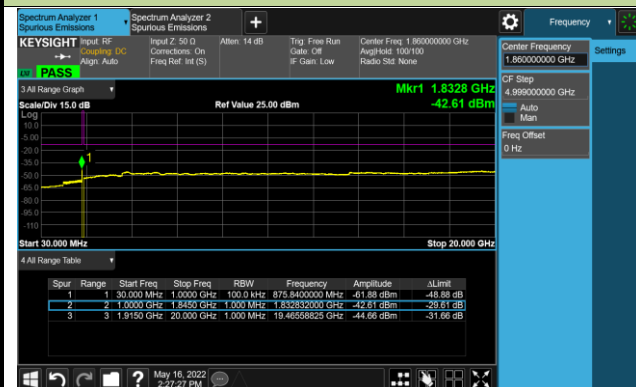 Spectrum Analyzer 1
Spurious Emissions
Spectrum Analyzer 2
Spurious Emissions
+
Frequency
KEYSIGHT
Input: RF
Coupling: DC
Align: Auto
Input Z: 50 Ω
Corrections: On
Freq Ref: Int (S)
Atten: 14 dB
Trig: Free Run
Gate: Off
IF Gain: Low
Center Freq: 1.860000000 GHz
Avg|Hold: 100/100
Radio Std: None
PASS
Center Frequency
1.860000000 GHz
Settings
CF Step
4.999000000 GHz
Auto
Man
Freq Offset
0 Hz
3 All Range Graph
Mkr1 1.8328 GHz
Scale/Div 15.0 dB
Ref Value 25.00 dBm
-42.61 dBm
Log
10.0
-5.00
-20.0
-35.0
-50.0
-65.0
-80.0
-95.0
-110
1
Start 30.000 MHz
Stop 20.000 GHz
4 All Range Table
Spur Range Start Freq Stop Freq RBW Frequency Amplitude ΔLimit
1 1 30.000 MHz 1.0000 GHz 100.0 kHz 875.8400000 MHz -61.88 dBm -48.88 dB
2 2 1.0000 GHz 1.8450 GHz 1.000 MHz 1.832832000 GHz -42.61 dBm -29.61 dB
3 3 1.9150 GHz 20.000 GHz 1.000 MHz 19.46558825 GHz -44.66 dBm -31.66 dB
?
May 16, 2022
2:27:27 PM